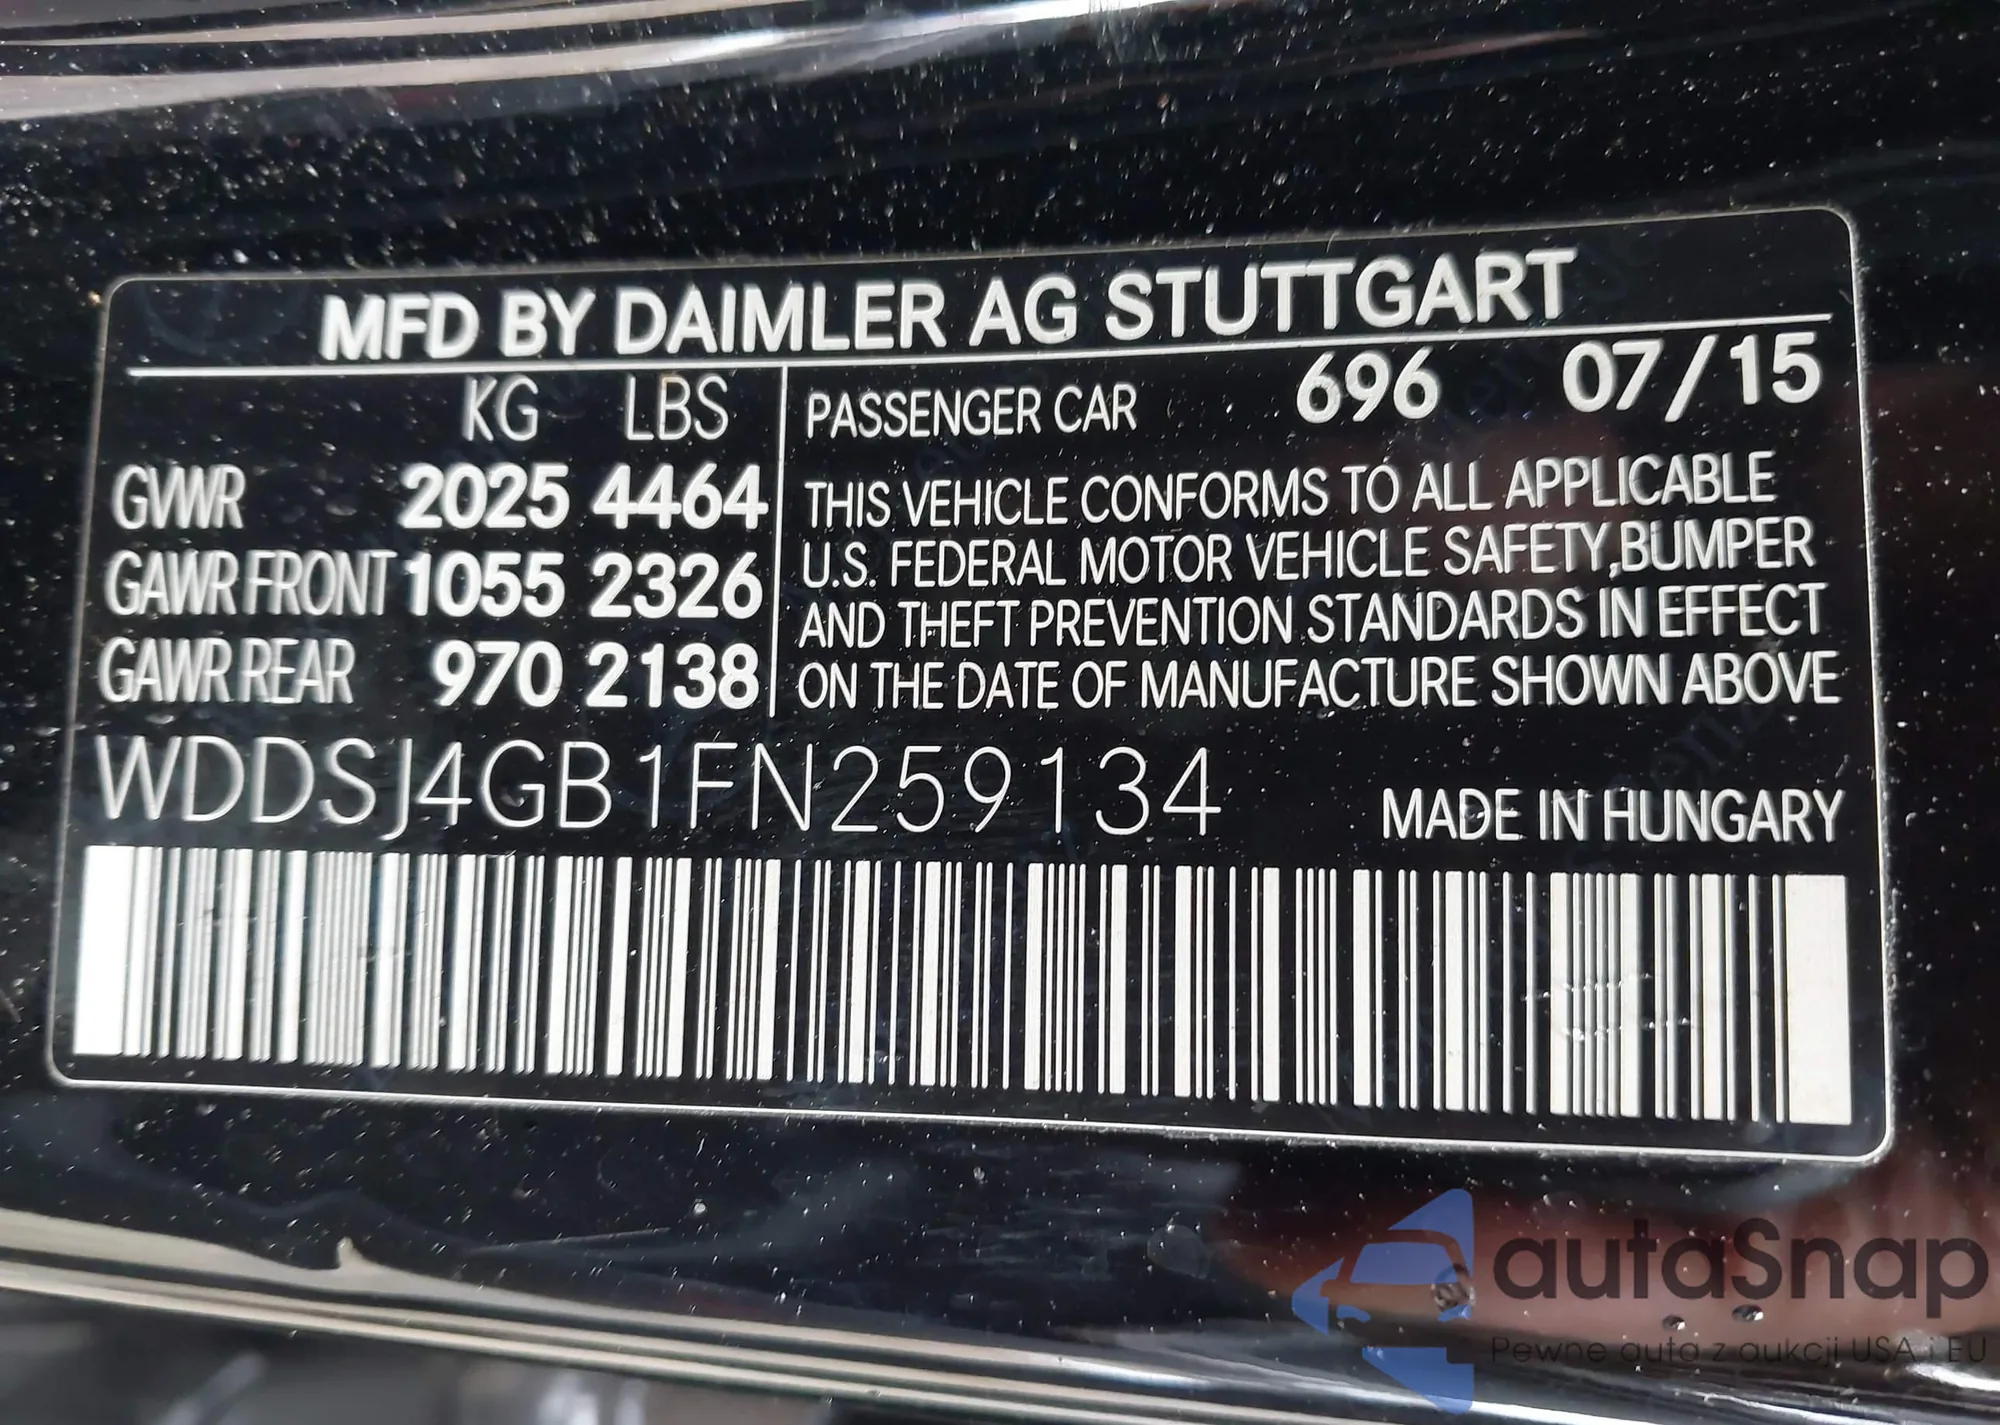 MFD BY DAIMLER AG STUTTGART
KG LBS
GVWR 2025 4464
GAWR FRONT 1055 2326
GAWR REAR 970 2138
PASSENGER CAR 696 07/15
THIS VEHICLE CONFORMS TO ALL APPLICABLE
U.S. FEDERAL MOTOR VEHICLE SAFETY,BUMPER
AND THEFT PREVENTION STANDARDS IN EFFECT
ON THE DATE OF MANUFACTURE SHOWN ABOVE
WDDSJ4GB1FN259134
MADE IN HUNGARY
autaSnap
Pewne auta z aukcji USA i EU